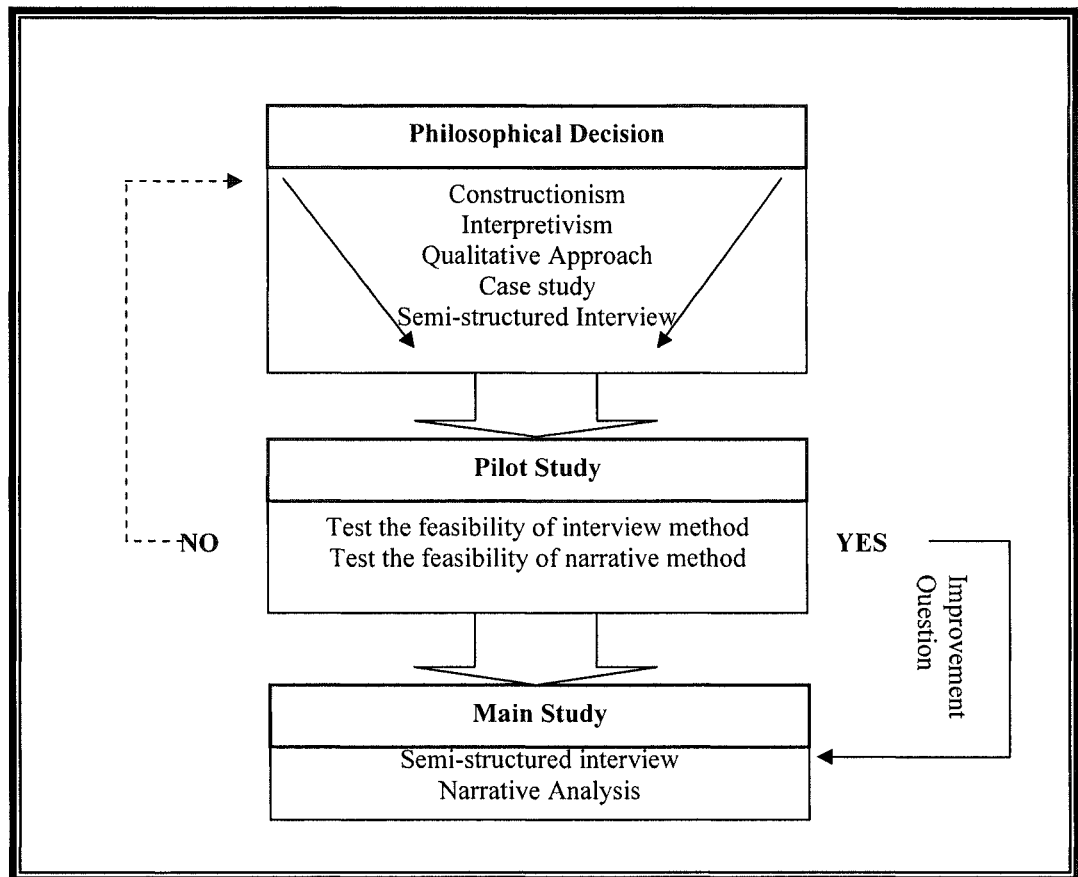 Philosophical Decision
Constructionism
Interpretivism
Qualitative Approach
Case study
Semi-structured Interview
Pilot Study
Test the feasibility of interview method
Test the feasibility of narrative method
NO
YES
Improvement
Question
Main Study
Semi-structured interview
Narrative Analysis